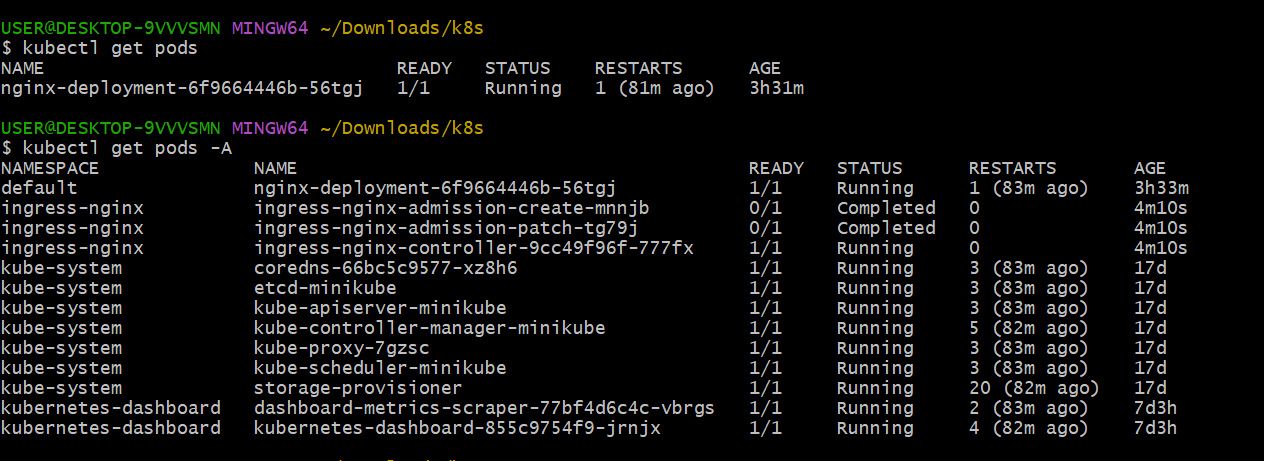 USER@DESKTOP-9VVVSMN MINGW64 ~/Downloads/k8s
$ kubectl get pods
NAME READY STATUS RESTARTS AGE
nginx-deployment-6f9664446b-56tgj 1/1 Running 1 (81m ago) 3h31m
USER@DESKTOP-9VVVSMN MINGW64 ~/Downloads/k8s
$ kubectl get pods -A
NAMESPACE NAME READY STATUS RESTARTS AGE
default nginx-deployment-6f9664446b-56tgj 1/1 Running 1 (83m ago) 3h33m
ingress-nginx ingress-nginx-admission-create-mnnjb 0/1 Completed 0 4m10s
ingress-nginx ingress-nginx-admission-patch-tg79j 0/1 Completed 0 4m10s
ingress-nginx ingress-nginx-controller-9cc49f96f-777fx 1/1 Running 0 4m10s
kube-system coredns-66bc5c9577-xz8h6 1/1 Running 3 (83m ago) 17d
kube-system etcd-minikube 1/1 Running 3 (83m ago) 17d
kube-system kube-apiserver-minikube 1/1 Running 3 (83m ago) 17d
kube-system kube-controller-manager-minikube 1/1 Running 5 (82m ago) 17d
kube-system kube-proxy-7gzsc 1/1 Running 3 (83m ago) 17d
kube-system kube-scheduler-minikube 1/1 Running 3 (83m ago) 17d
kube-system storage-provisioner 1/1 Running 20 (82m ago) 17d
kubernetes-dashboard dashboard-metrics-scraper-77bf4d6c4c-vbrgs 1/1 Running 2 (83m ago) 7d3h
kubernetes-dashboard kubernetes-dashboard-855c9754f9-jrnjx 1/1 Running 4 (82m ago) 7d3h